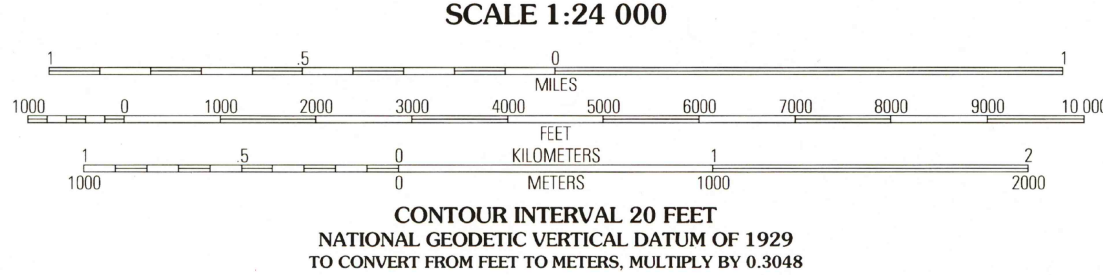 SCALE 1:24 000
1 .5 0 1
MILES
1000 0 1000 2000 3000 4000 5000 6000 7000 8000 9000 10 000
FEET
1 .5 0 KILOMETERS 1 2
1000 0 METERS 1000 2000
CONTOUR INTERVAL 20 FEET
NATIONAL GEODETIC VERTICAL DATUM OF 1929
TO CONVERT FROM FEET TO METERS, MULTIPLY BY 0.3048